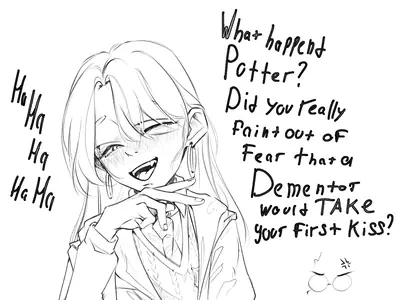 Ha
Ha
Ha
Ha Ha
What happend
Potter?
Did you really
faint out of
Fear that a
Dementor
would TAKE
your First Kiss?